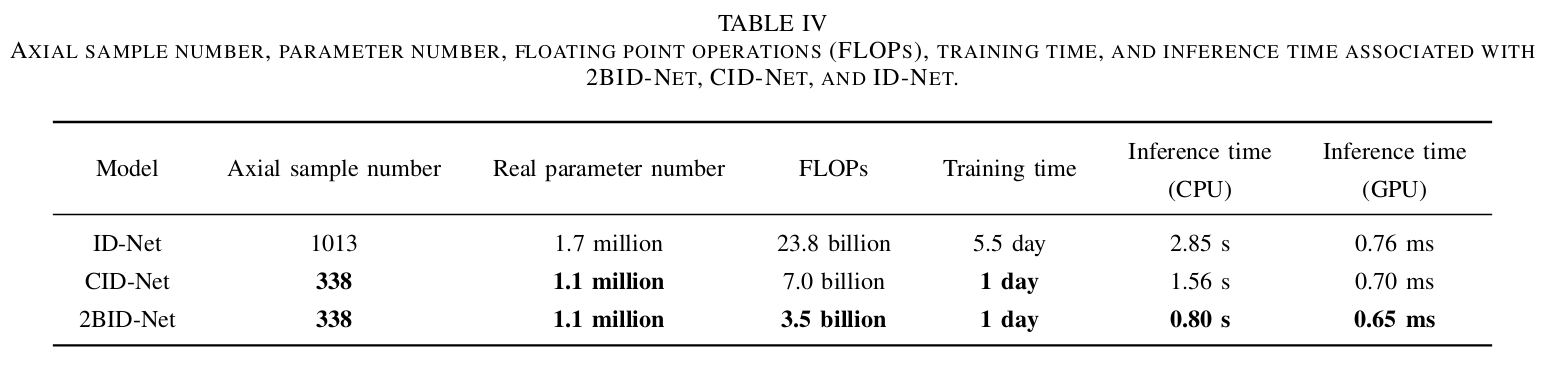 TABLE IV
AXIAL SAMPLE NUMBER, PARAMETER NUMBER, FLOATING POINT OPERATIONS (FLOPS), TRAINING TIME, AND INFERENCE TIME ASSOCIATED WITH
2BID-NET, CID-NET, AND ID-NET.
Model Axial sample number Real parameter number FLOPs Training time Inference time (CPU) Inference time (GPU)
ID-Net 1013 1.7 million 23.8 billion 5.5 day 2.85 s 0.76 ms
CID-Net 338 1.1 million 7.0 billion 1 day 1.56 s 0.70 ms
2BID-Net 338 1.1 million 3.5 billion 1 day 0.80 s 0.65 ms